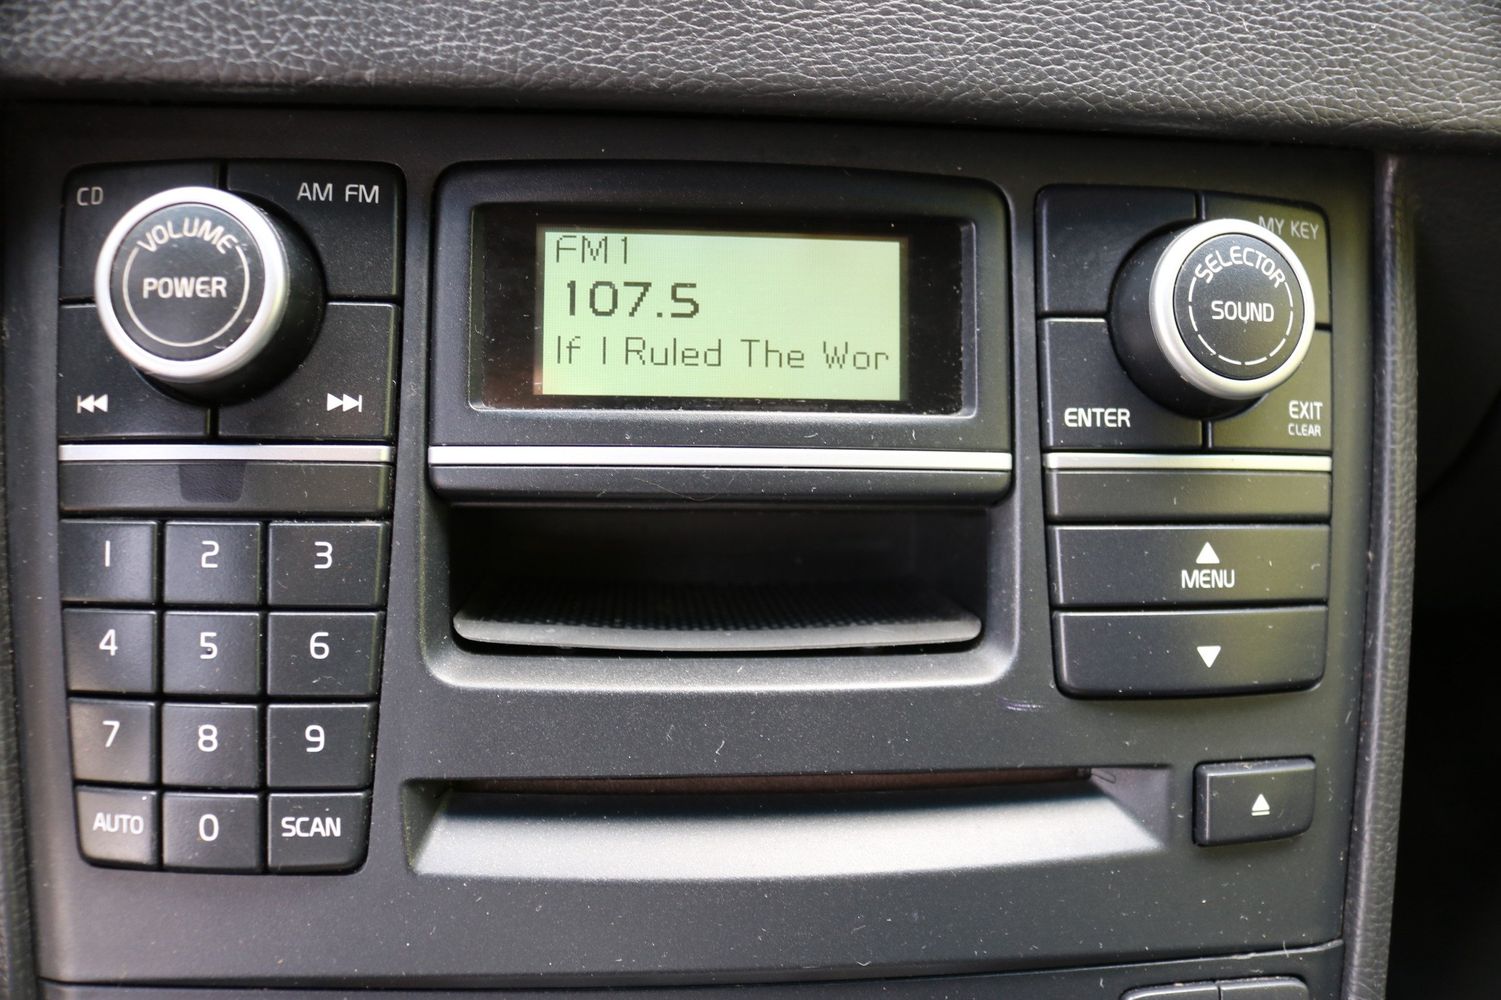 CD
AM FM
VOLUME
POWER
FM1
107.5
If I Ruled The Wor
MY KEY
SELECTOR
SOUND
ENTER
EXIT
CLEAR
1 2 3
4 5 6
7 8 9
AUTO 0 SCAN
MENU